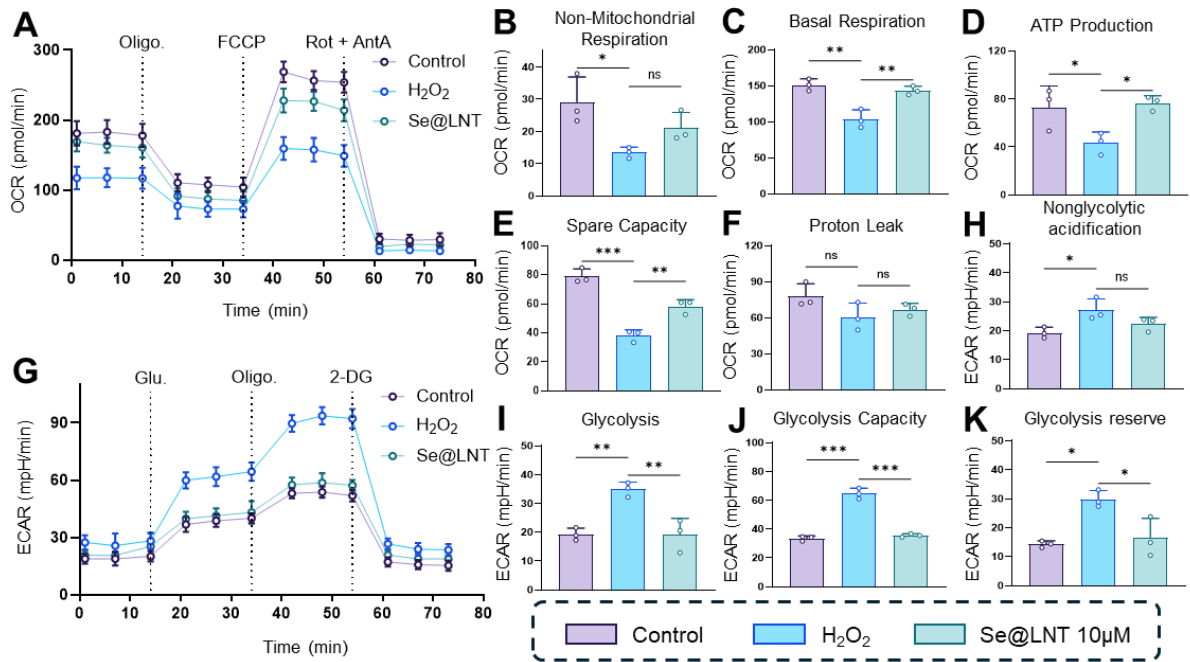 A
OCR (pmol/min)
300
200
100
0
0
10
20
30
40
50
60
70
80
Time (min)
Oligo.
FCCP
Rot + AntA
Control
H₂O₂
Se@LNT
B
Non-Mitochondrial
Respiration
OCR (pmol/min)
40
30
20
10
0
*
ns
C
Basal Respiration
OCR (pmol/min)
150
100
50
0
**
**
D
ATP Production
OCR (pmol/min)
120
80
40
0
*
*
E
Spare Capacity
OCR (pmol/min)
100
80
60
40
20
0
***
**
F
Proton Leak
OCR (pmol/min)
120
90
60
30
0
ns
ns
H
Nonglycolytic
acidification
ECAR (mpH/min)
50
40
30
20
10
0
*
ns
G
ECAR (mpH/min)
90
60
30
0
0
10
20
30
40
50
60
70
80
Time (min)
Glu.
Oligo.
2-DG
Control
H₂O₂
Se@LNT
I
Glycolysis
ECAR (mpH/min)
50
40
30
20
10
0
**
**
J
Glycolysis Capacity
ECAR (mpH/min)
100
80
60
40
20
0
***
***
K
Glycolysis reserve
ECAR (mpH/min)
50
40
30
20
10
0
*
*
Control
H₂O₂
Se@LNT 10μM